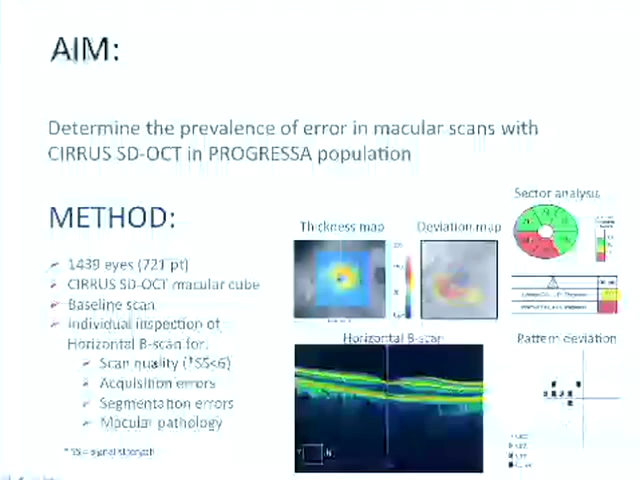 AIM:
Determine the prevalence of error in macular scans with
CIRRUS SD-OCT in PROGRESSA population
METHOD:
1439 eyes (721 pt)
CIRRUS SD-OCT macular cube
Baseline scan
Individual inspection of
Horizontal B-scan for:
Scan quality (*SS<6)
Acquisition errors
Segmentation errors
Macular pathology
*SS = signal strength
Thickness map
Deviation map
Sector analysis
Horizontal B-scan
Pattern deviation